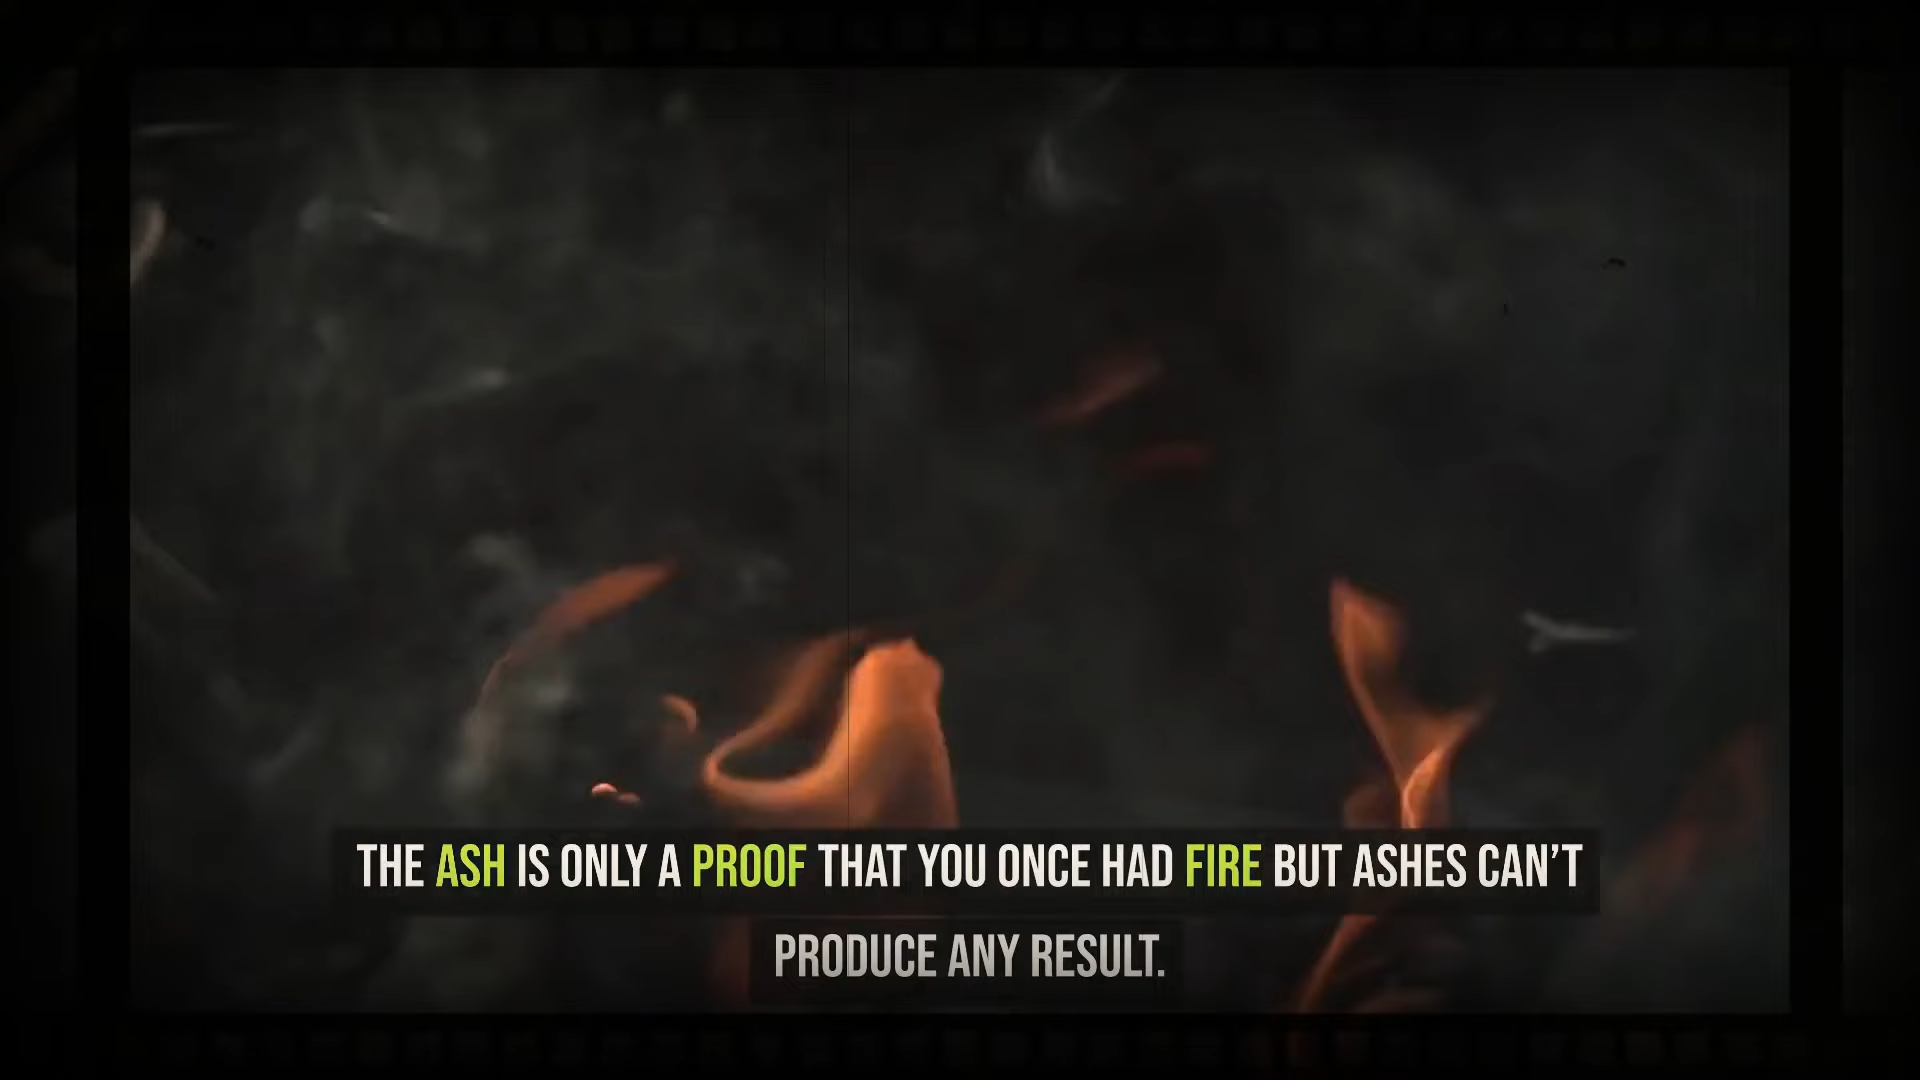 THE ASH IS ONLY A PROOF THAT YOU ONCE HAD FIRE BUT ASHES CAN’T
PRODUCE ANY RESULT.